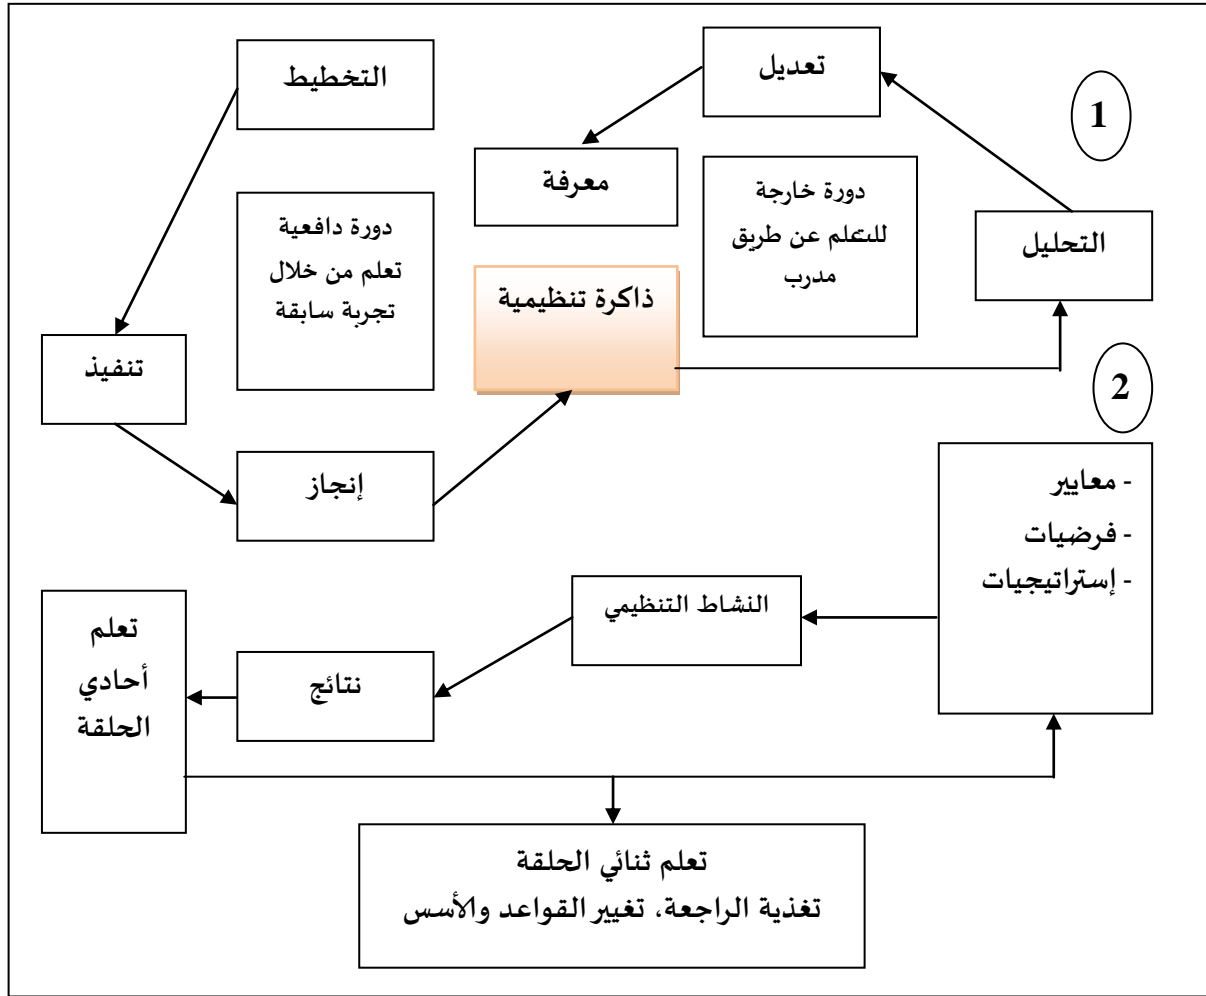 تعديل
التخطيط
1
معرفة
دورة خارجة
للتعلم عن طريق
مدرب
دورة دافعية
تعلم من خلال
تجربة سابقة
التحليل
ذاكرة تنظيمية
تنفيذ
2
إنجاز
- معايير
- فرضيات
- إستراتيجيات
النشاط التنظيمي
تعلم
أحادي
الحلقة
نتائج
تعلم ثنائي الحلقة
تغذية الراجعة، تغيير القواعد والأسس